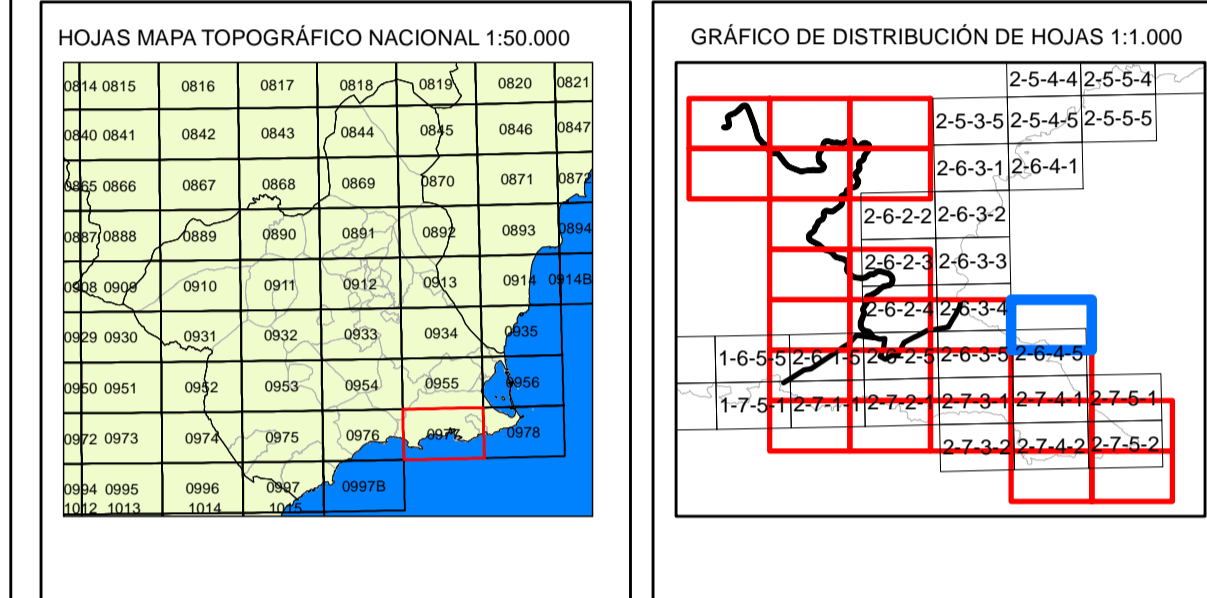 HOJAS MAPA TOPOGRÁFICO NACIONAL 1:50.000
0814 0815 0816 0817 0818 0819 0820 0821
0840 0841 0842 0843 0844 0845 0846 0847
0865 0866 0867 0868 0869 0870 0871 0872
0887 0888 0889 0890 0891 0892 0893 0894
0908 0909 0910 0911 0912 0913 0914 0914B
0929 0930 0931 0932 0933 0934 0935
0950 0951 0952 0953 0954 0955 0956
0972 0973 0974 0975 0976 0977 0978
0994 0995 0996 0997 0997B
1012 1013 1014 1015
GRÁFICO DE DISTRIBUCIÓN DE HOJAS 1:1.000
2-5-4-4 2-5-5-4
2-5-3-5 2-5-4-5 2-5-5-5
2-6-3-1 2-6-4-1
2-6-2-2 2-6-3-2
2-6-2-3 2-6-3-3
2-6-2-4 2-6-3-4
1-6-5-5 2-6-1-5 2-6-2-5 2-6-3-5 2-6-4-5
1-7-5-1 2-7-1-1 2-7-2-1 2-7-3-1 2-7-4-1 2-7-5-1
2-7-3-2 2-7-4-2 2-7-5-2